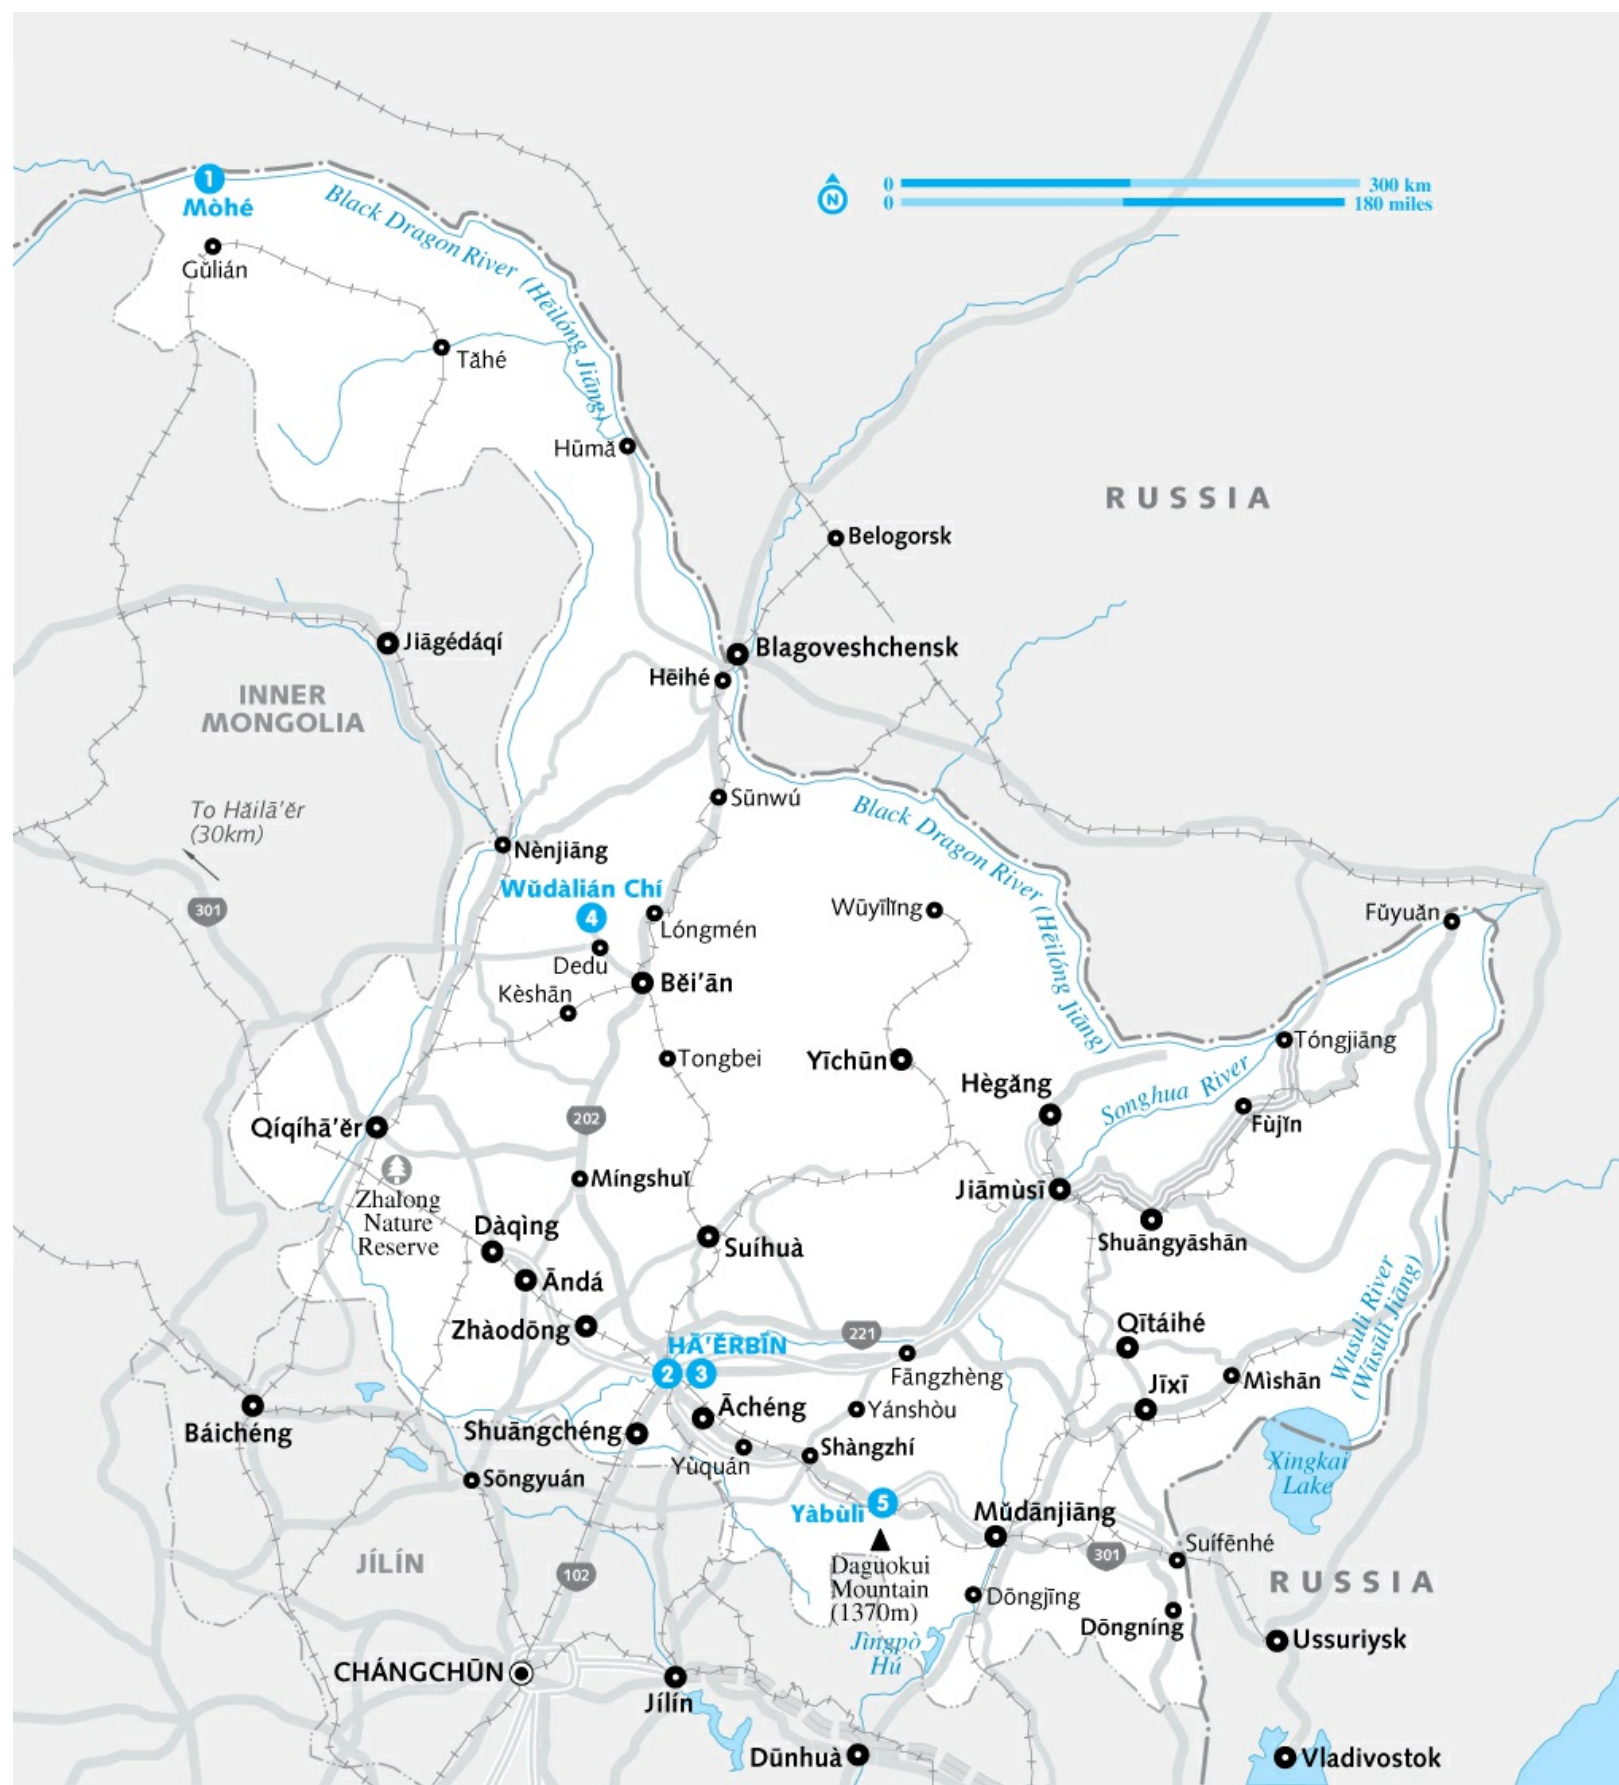 1
Mòhé
Gǔlián
Black Dragon River (Hēilóng Jiāng)
0 300 km
0 180 miles
N
Tǎhé
Hūmǎ
RUSSIA
Belogorsk
Jiāgédáqí
Blagoveshchensk
Hēihé
INNER
MONGOLIA
Sūnwú
To Hǎilā'ěr
(30km)
Black Dragon River (Hēilóng Jiāng)
Nènjiāng
Wǔdàlián Chí
4
301
Lóngmén
Wūyīlǐng
Fǔyuǎn
Dedu
Kèshān
Běi'ān
Tongbei
Yīchūn
Tóngjiāng
Hègǎng
Songhua River
Fùjǐn
202
Qíqíhā'ěr
Míngshuǐ
Zhalong
Nature
Reserve
Jiāmùsī
Shuāngyāshān
Dàqìng
Suíhuà
Āndá
Wusuli River
(Wūsūlǐ Jiāng)
Zhàodōng
HĀ'ĚRBĪN
2 3
221
Qītáihé
Fāngzhèng
Jīxī
Mìshān
Báichéng
Āchéng
Yánshòu
Shuāngchéng
Yùquán
Shàngzhí
Xingkai
Lake
Sōngyuán
Yàbùlì
5
Mǔdānjiāng
JÍLÍN
102
Daguokui
Mountain
(1370m)
301
Suífēnhé
RUSSIA
Dōngjīng
Dōngníng
Jìngpò
Hú
Ussuriysk
CHÁNGCHŪN
Jílín
Dūnhuà
Vladivostok